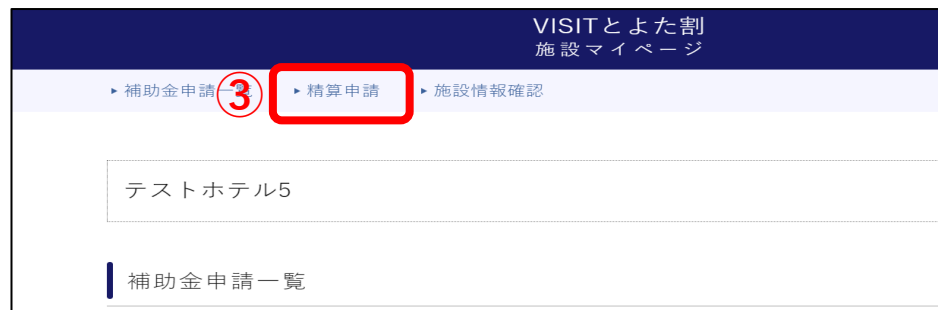 VISITとよた割
施設マイページ
▸ 補助金申請一覧 ③ ▸ 精算申請 ▸ 施設情報確認
テストホテル5
補助金申請一覧